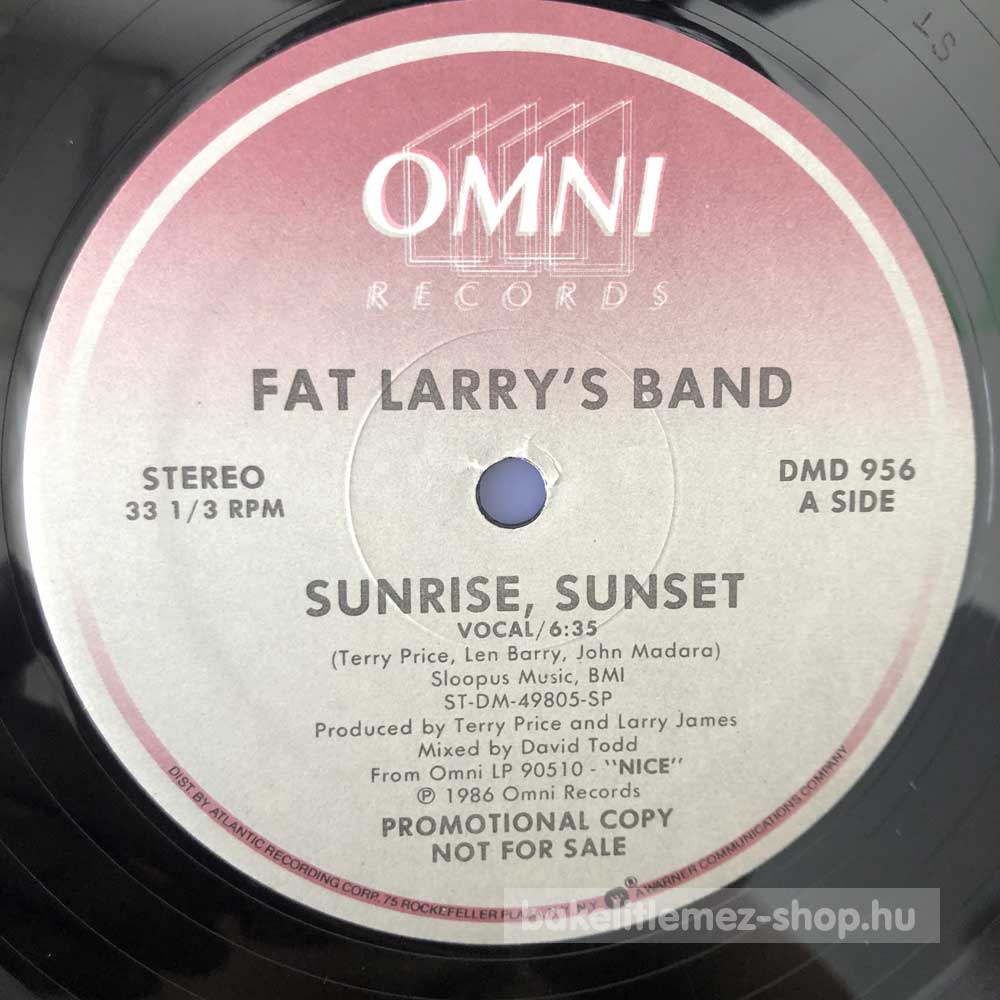 ST LS
OMNI
RECORDS
FAT LARRY'S BAND
STEREO
33 1/3 RPM
DMD 956
A SIDE
SUNRISE, SUNSET
VOCAL/6:35
(Terry Price, Len Barry, John Madara)
Sloopus Music, BMI
ST-DM-49805-SP
Produced by Terry Price and Larry James
Mixed by David Todd
From Omni LP 90510 - "NICE"
℗ 1986 Omni Records
PROMOTIONAL COPY
NOT FOR SALE
DIST BY ATLANTIC RECORDING CORP. 75 ROCKEFELLER PLAZA, N.Y., N.Y. ® A WARNER COMMUNICATIONS COMPANY
bakelitlemez-shop.hu